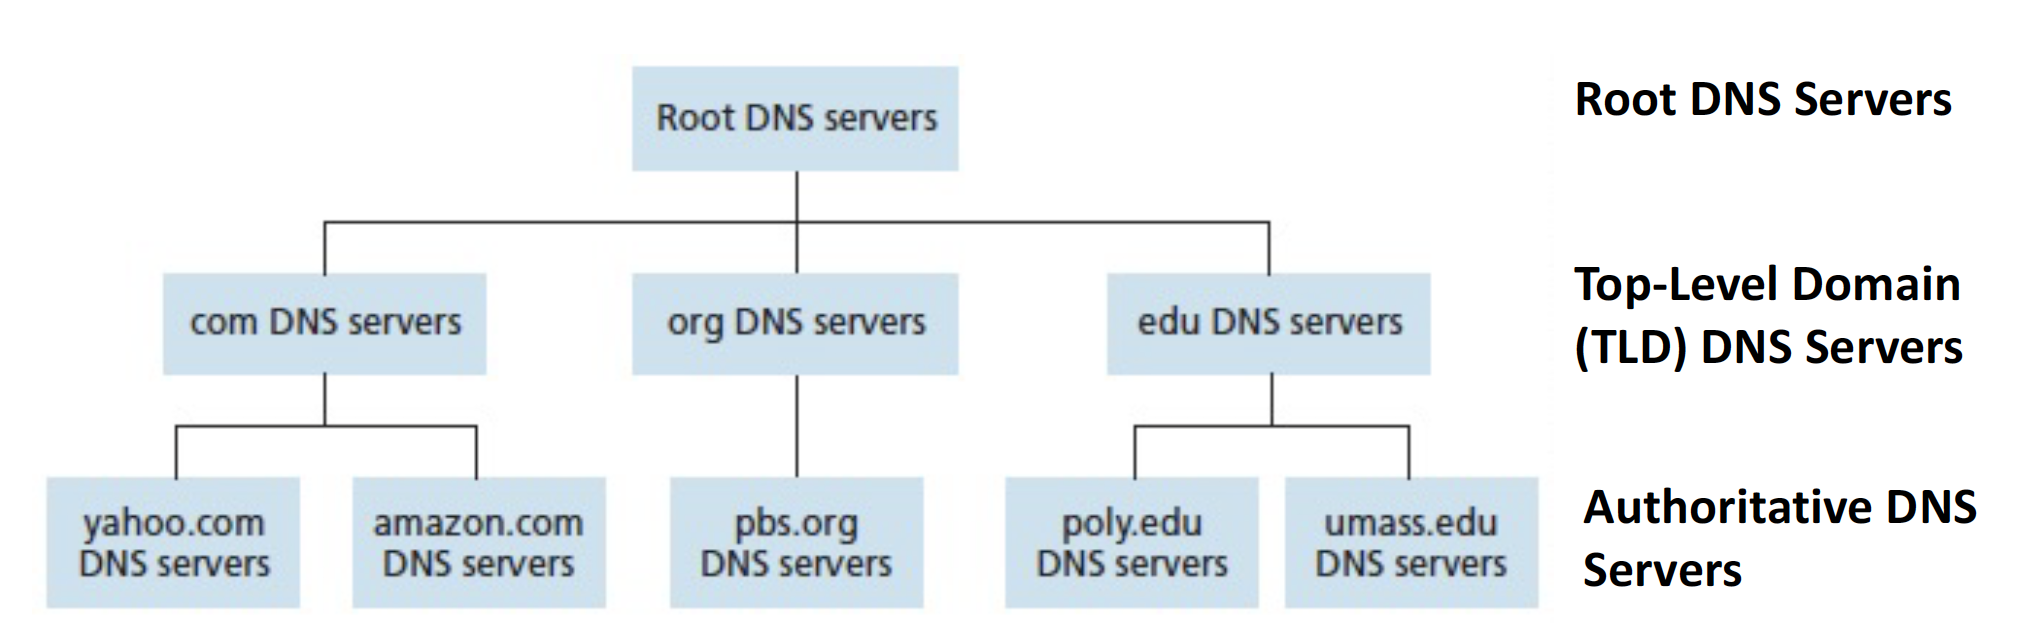 Root DNS servers
Root DNS Servers
com DNS servers
org DNS servers
edu DNS servers
Top-Level Domain
(TLD) DNS Servers
yahoo.com
DNS servers
amazon.com
DNS servers
pbs.org
DNS servers
poly.edu
DNS servers
umass.edu
DNS servers
Authoritative DNS
Servers